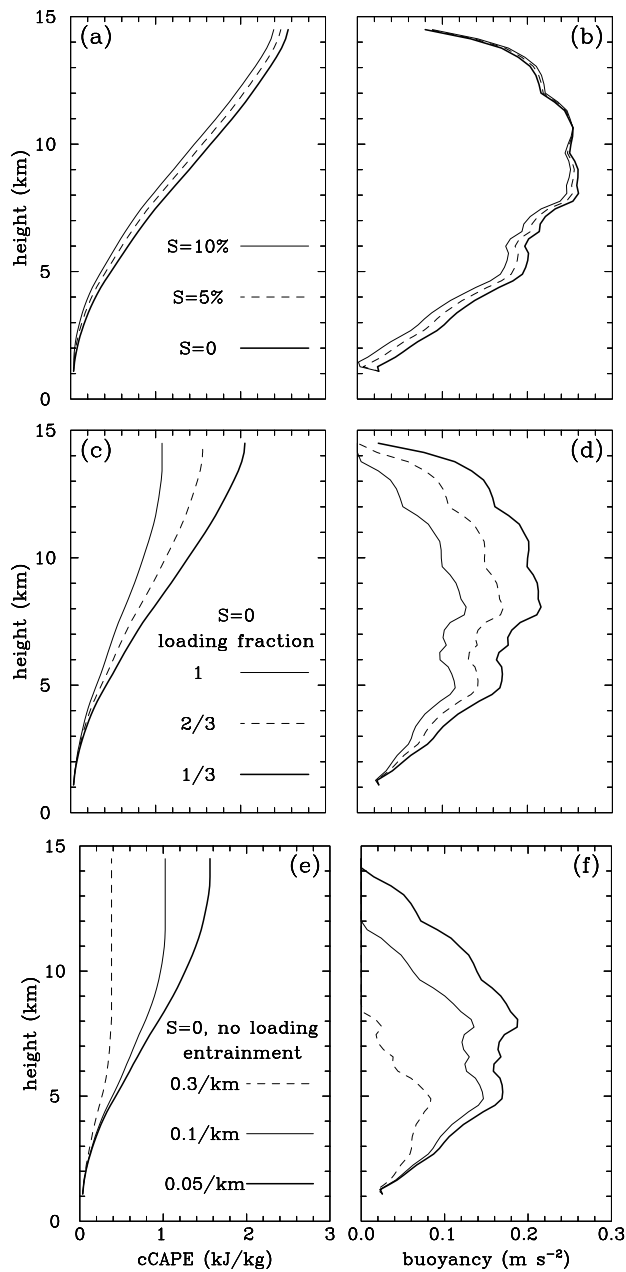 (a)
(b)
15
10
5
0
height (km)
S=10%
S=5%
S=0
(c)
(d)
15
10
5
0
height (km)
S=0
loading fraction
1
2/3
1/3
(e)
(f)
15
10
5
0
height (km)
S=0, no loading
entrainment
0.3/km
0.1/km
0.05/km
0 1 2 3
0.0 0.1 0.2 0.3
cCAPE (kJ/kg)
buoyancy (m s⁻²)